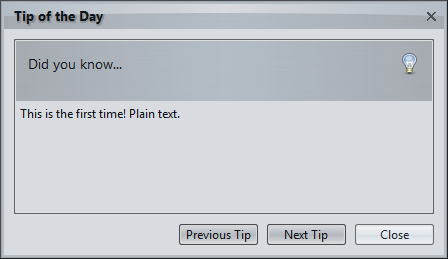 Tip of the Day
Did you know...
This is the first time! Plain text.
Previous Tip
Next Tip
Close